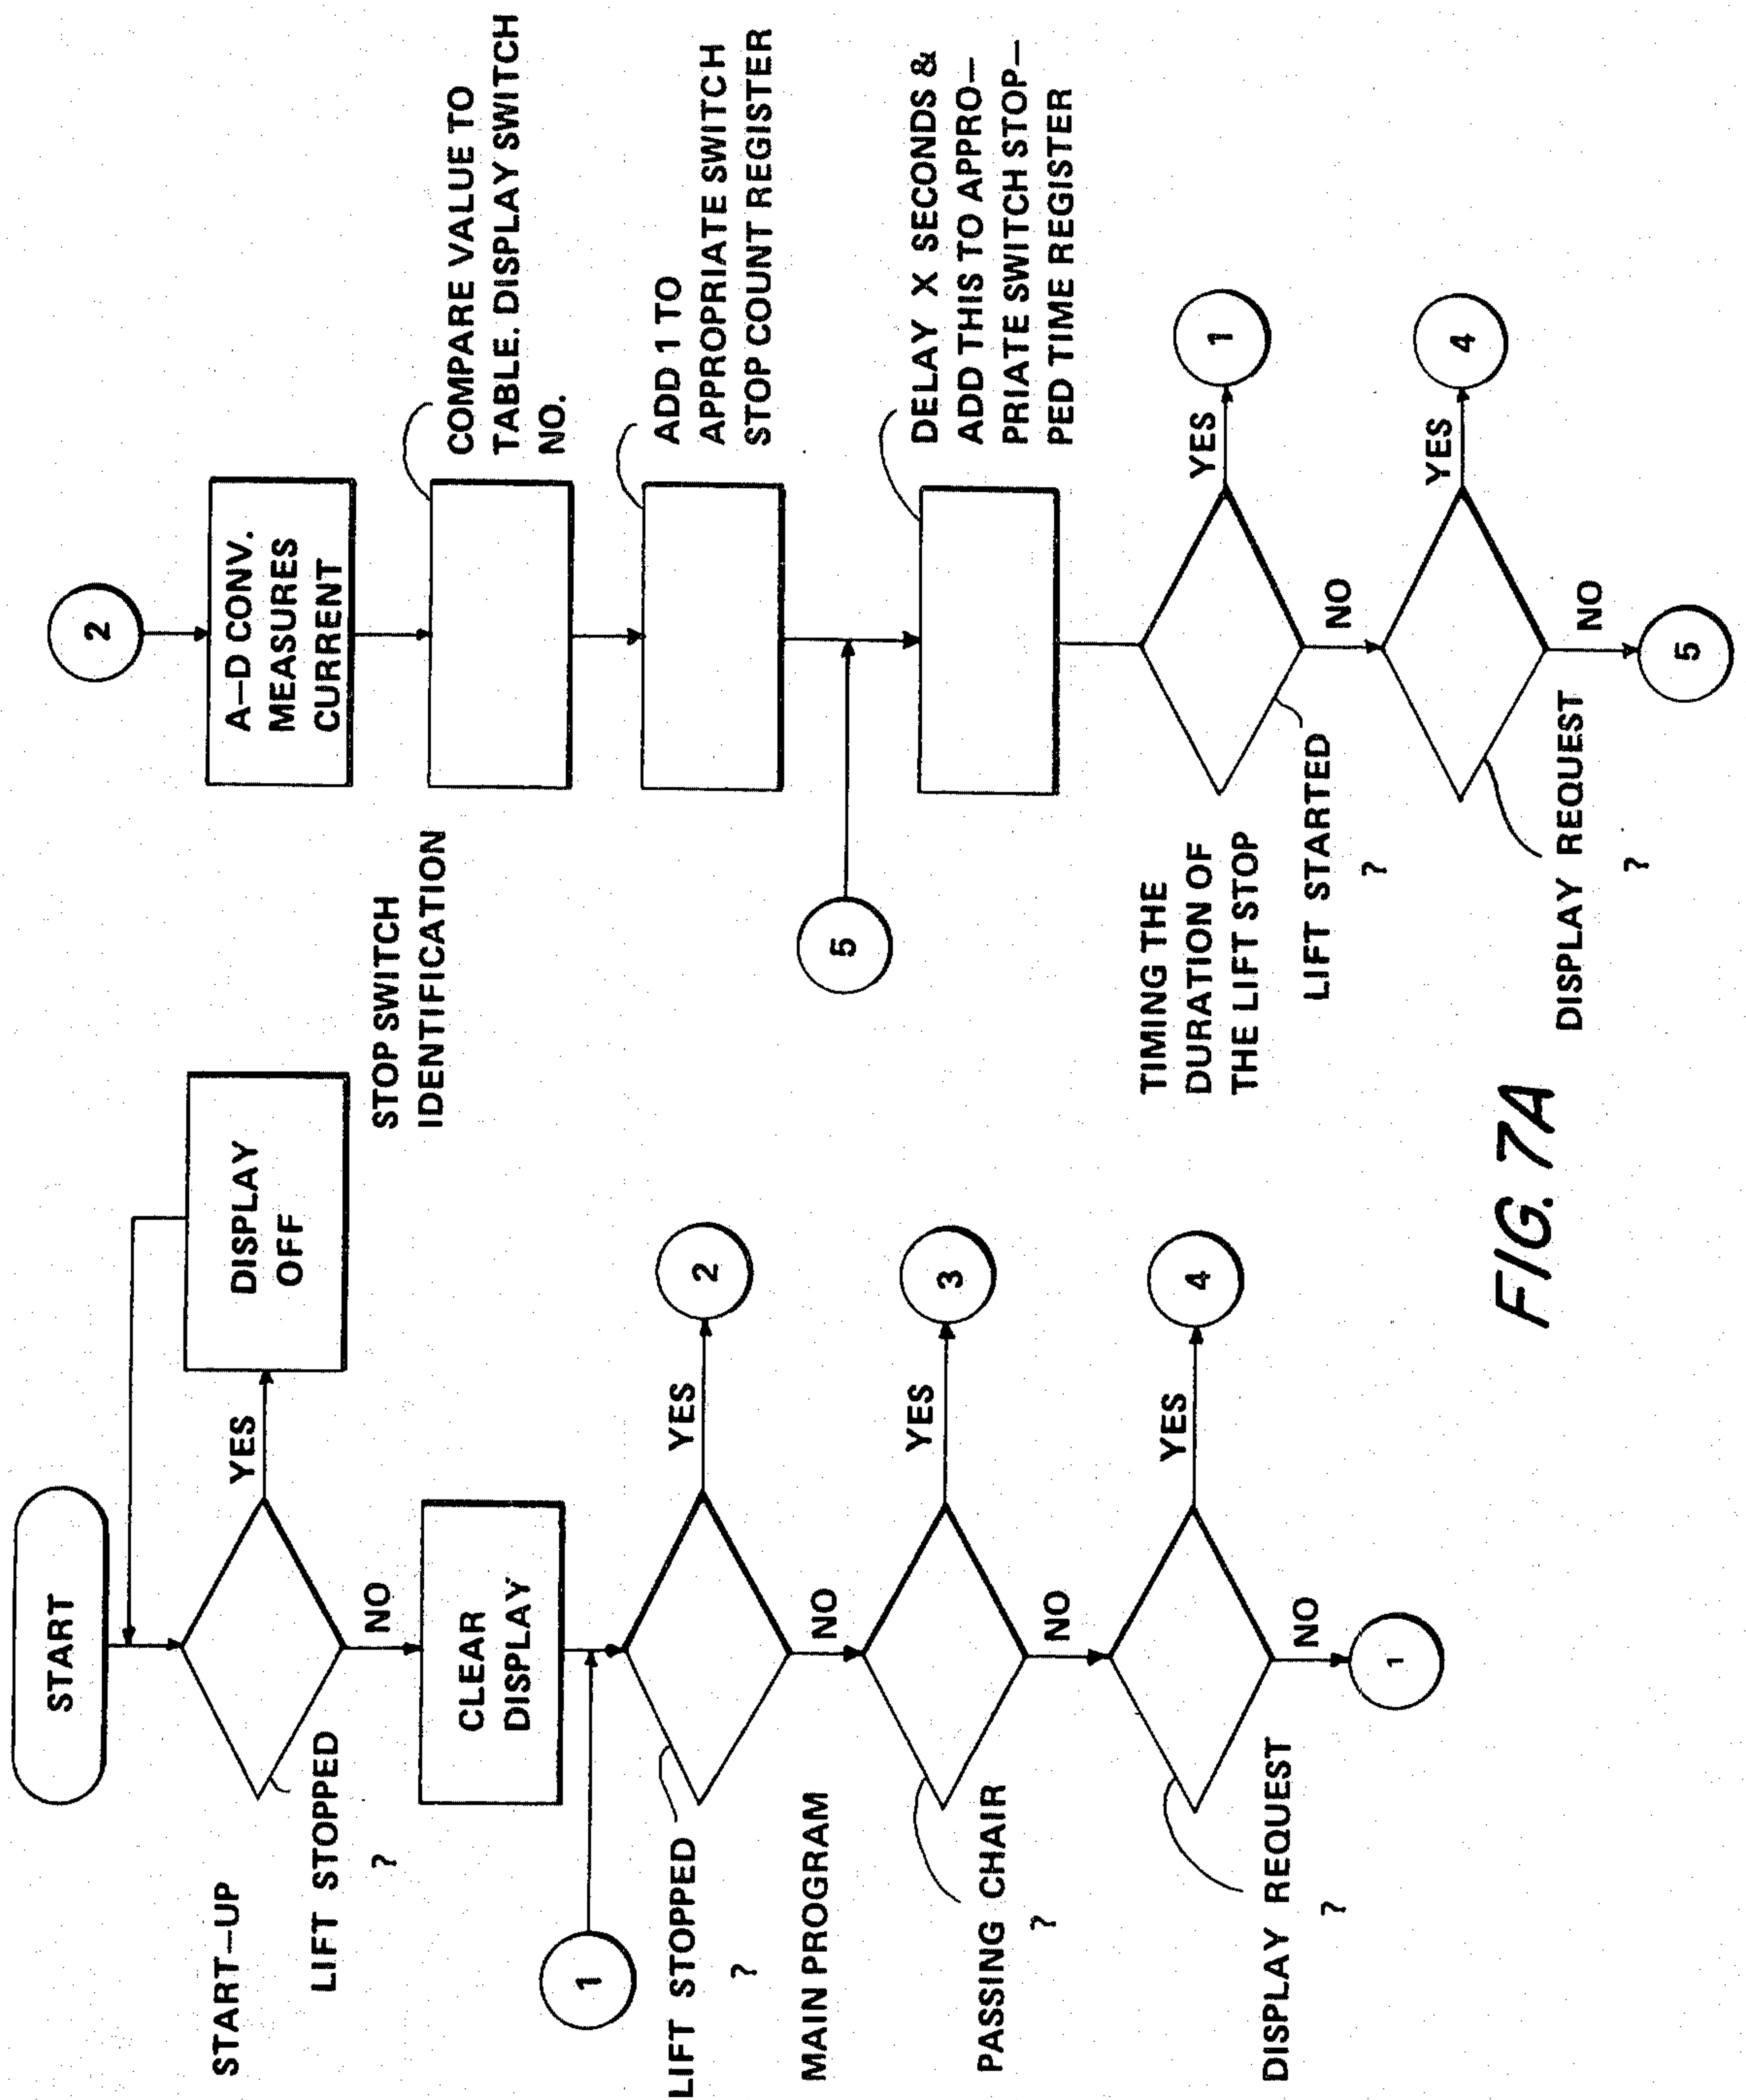 START
START—UP
LIFT STOPPED
?
YES
DISPLAY
OFF
NO
CLEAR
DISPLAY
1
LIFT STOPPED
?
YES
2
MAIN PROGRAM
NO
PASSING CHAIR
?
YES
3
NO
DISPLAY REQUEST
?
YES
4
NO
1
2
A—D CONV.
MEASURES
CURRENT
STOP SWITCH
IDENTIFICATION
COMPARE VALUE TO
TABLE. DISPLAY SWITCH
NO.
ADD 1 TO
APPROPRIATE SWITCH
STOP COUNT REGISTER
5
DELAY X SECONDS &
ADD THIS TO APPRO—
PRIATE SWITCH STOP—
PED TIME REGISTER
TIMING THE
DURATION OF
THE LIFT STOP
LIFT STARTED
?
YES
1
NO
DISPLAY REQUEST
?
YES
4
NO
5
FIG. 7A